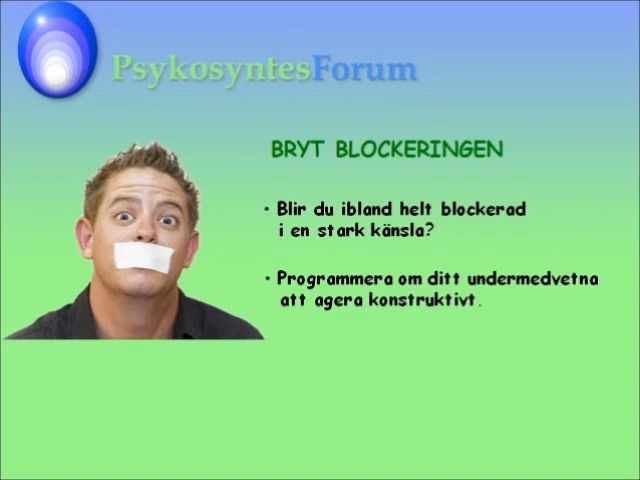 PsykosyntesForum
BRYT BLOCKERINGEN
• Blir du ibland helt blockerad
i en stark känsla?
• Programmera om ditt undermedvetna
att agera konstruktivt.